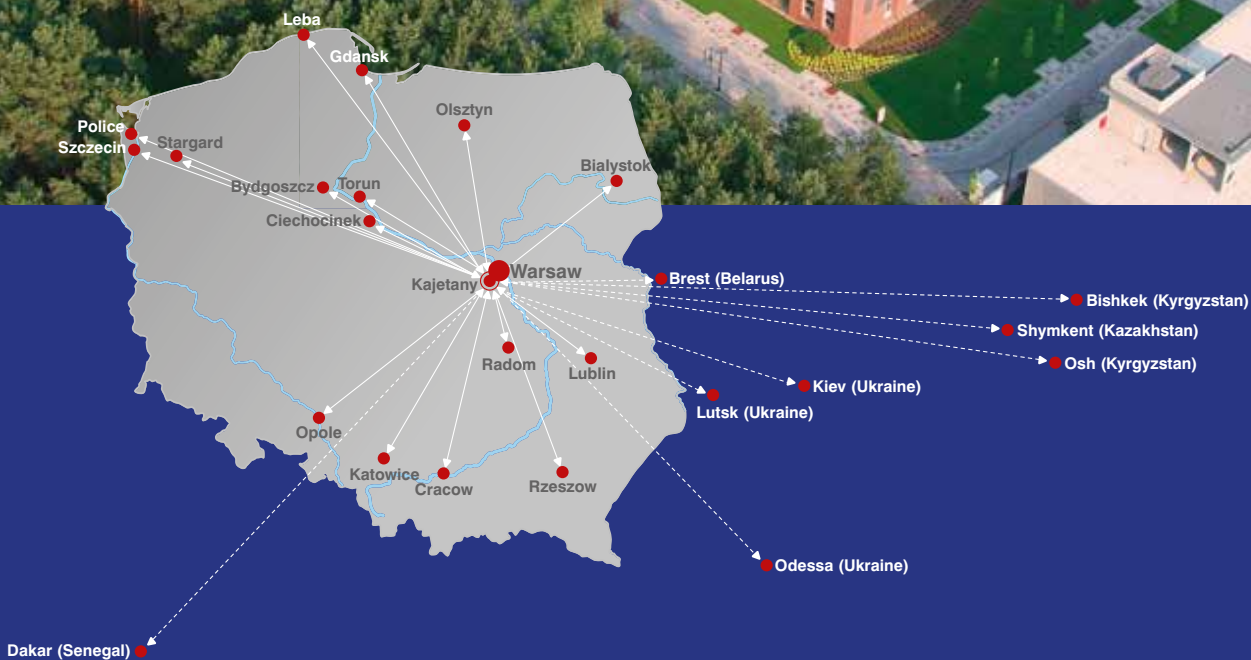 Leba
Gdansk
Olsztyn
Police
Szczecin
Stargard
Bialystok
Bydgoszcz
Torun
Ciechocinek
Warsaw
Kajetany
Brest (Belarus)
Bishkek (Kyrgyzstan)
Shymkent (Kazakhstan)
Osh (Kyrgyzstan)
Radom
Lublin
Kiev (Ukraine)
Lutsk (Ukraine)
Opole
Katowice
Cracow
Rzeszow
Odessa (Ukraine)
Dakar (Senegal)